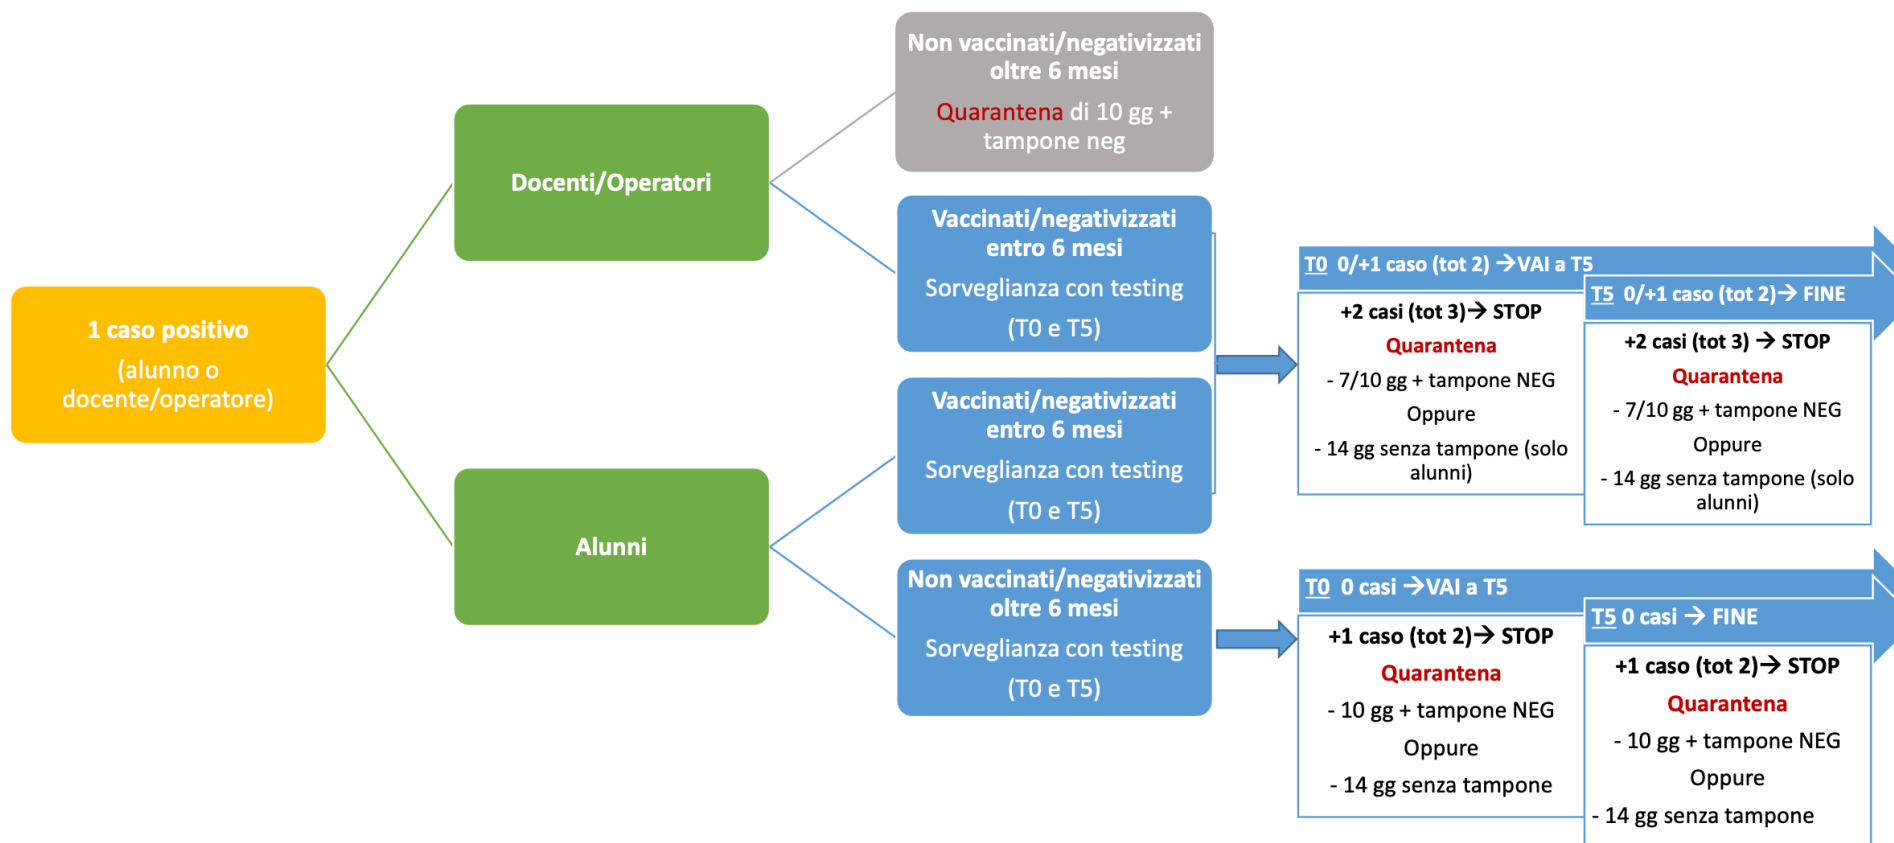 1 caso positivo
(alunno o
docente/operatore)
Docenti/Operatori
Alunni
Non vaccinati/negativizzati
oltre 6 mesi
Quarantena di 10 gg +
tampone neg
Vaccinati/negativizzati
entro 6 mesi
Sorveglianza con testing
(T0 e T5)
Vaccinati/negativizzati
entro 6 mesi
Sorveglianza con testing
(T0 e T5)
Non vaccinati/negativizzati
oltre 6 mesi
Sorveglianza con testing
(T0 e T5)
T0 0/+1 caso (tot 2) →VAI a T5
+2 casi (tot 3)→ STOP
Quarantena
- 7/10 gg + tampone NEG
Oppure
- 14 gg senza tampone (solo
alunni)
T5 0/+1 caso (tot 2)→ FINE
+2 casi (tot 3) → STOP
Quarantena
- 7/10 gg + tampone NEG
Oppure
- 14 gg senza tampone (solo
alunni)
T0 0 casi →VAI a T5
+1 caso (tot 2)→ STOP
Quarantena
- 10 gg + tampone NEG
Oppure
- 14 gg senza tampone
T5 0 casi → FINE
+1 caso (tot 2)→ STOP
Quarantena
- 10 gg + tampone NEG
Oppure
- 14 gg senza tampone